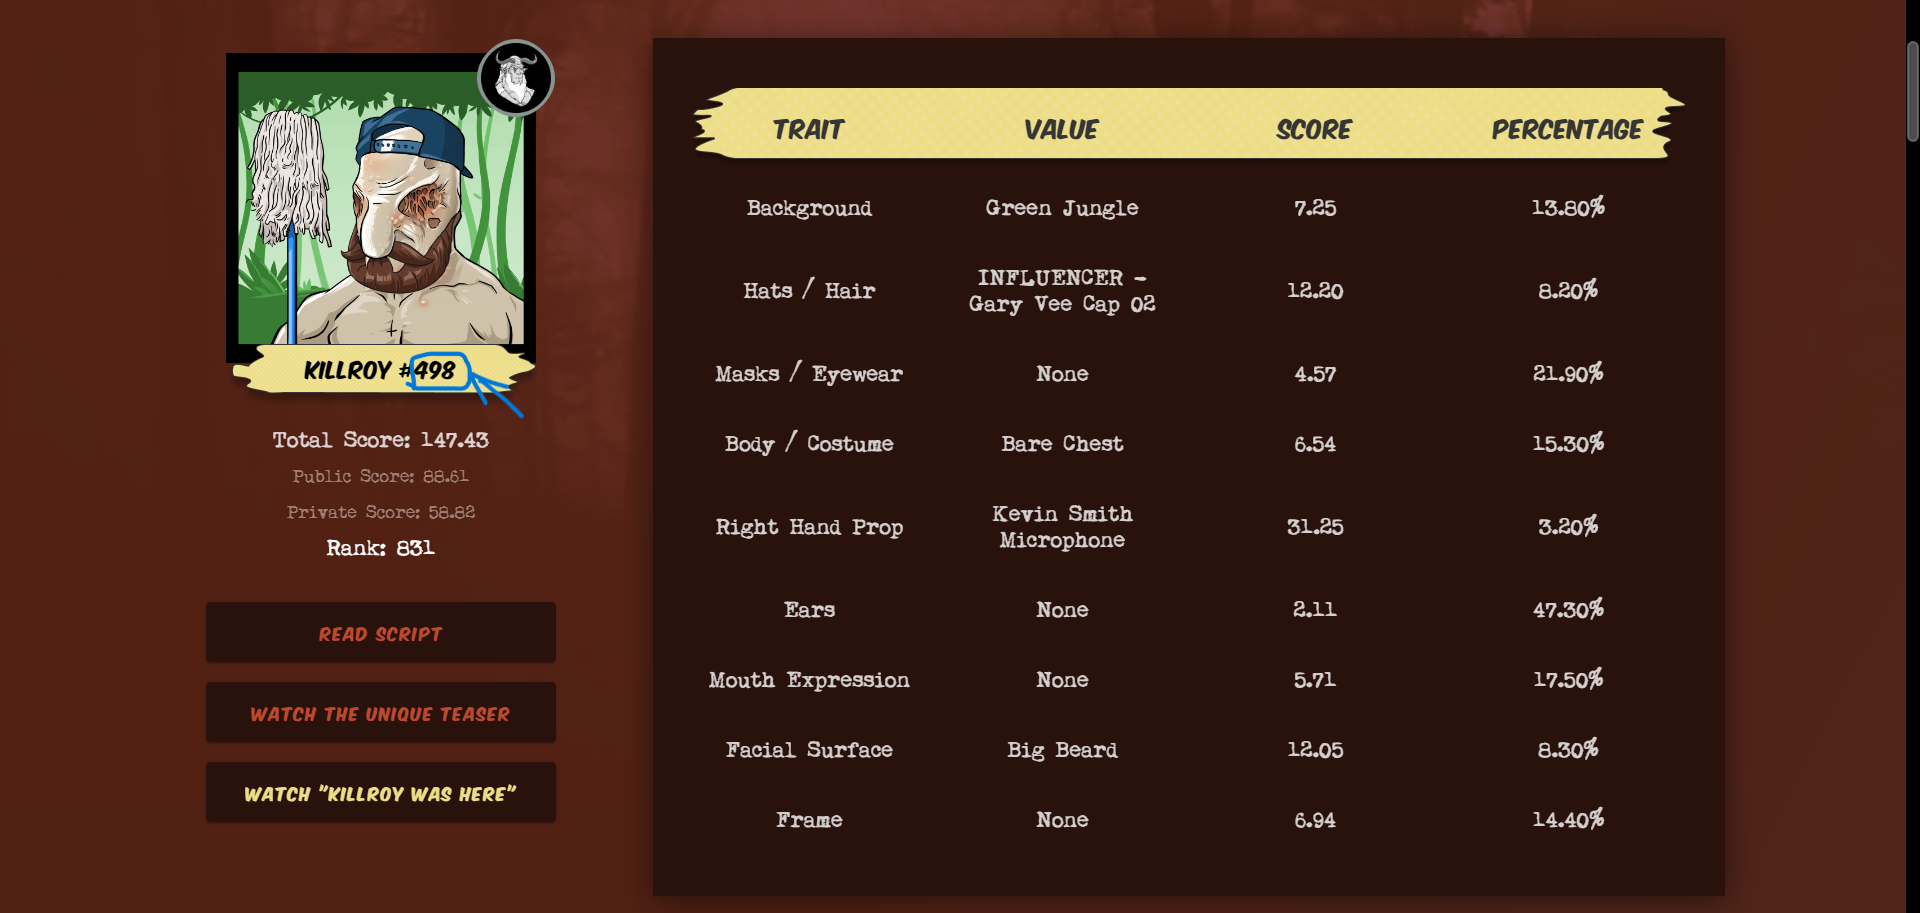 KILLROY #498
Total Score: 147.43
Public Score: 88.61
Private Score: 58.82
Rank: 831
READ SCRIPT
WATCH THE UNIQUE TEASER
WATCH "KILLROY WAS HERE"
TRAIT VALUE SCORE PERCENTAGE
Background Green Jungle 7.25 13.80%
Hats / Hair INFLUENCER - 12.20 8.20%
Gary Vee Cap 02
Masks / Eyewear None 4.57 21.90%
Body / Costume Bare Chest 6.54 15.30%
Right Hand Prop Kevin Smith 31.25 3.20%
Microphone
Ears None 2.11 47.30%
Mouth Expression None 5.71 17.50%
Facial Surface Big Beard 12.05 8.30%
Frame None 6.94 14.40%